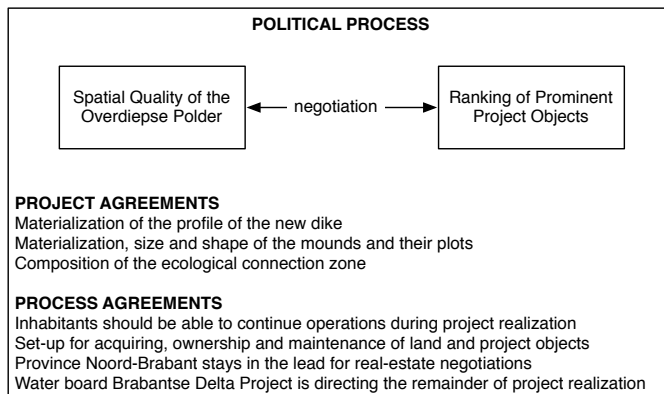 POLITICAL PROCESS
Spatial Quality of the
Overdiepse Polder
negotiation
Ranking of Prominent
Project Objects
PROJECT AGREEMENTS
Materialization of the profile of the new dike
Materialization, size and shape of the mounds and their plots
Composition of the ecological connection zone
PROCESS AGREEMENTS
Inhabitants should be able to continue operations during project realization
Set-up for acquiring, ownership and maintenance of land and project objects
Province Noord-Brabant stays in the lead for real-estate negotiations
Water board Brabantse Delta Project is directing the remainder of project realization